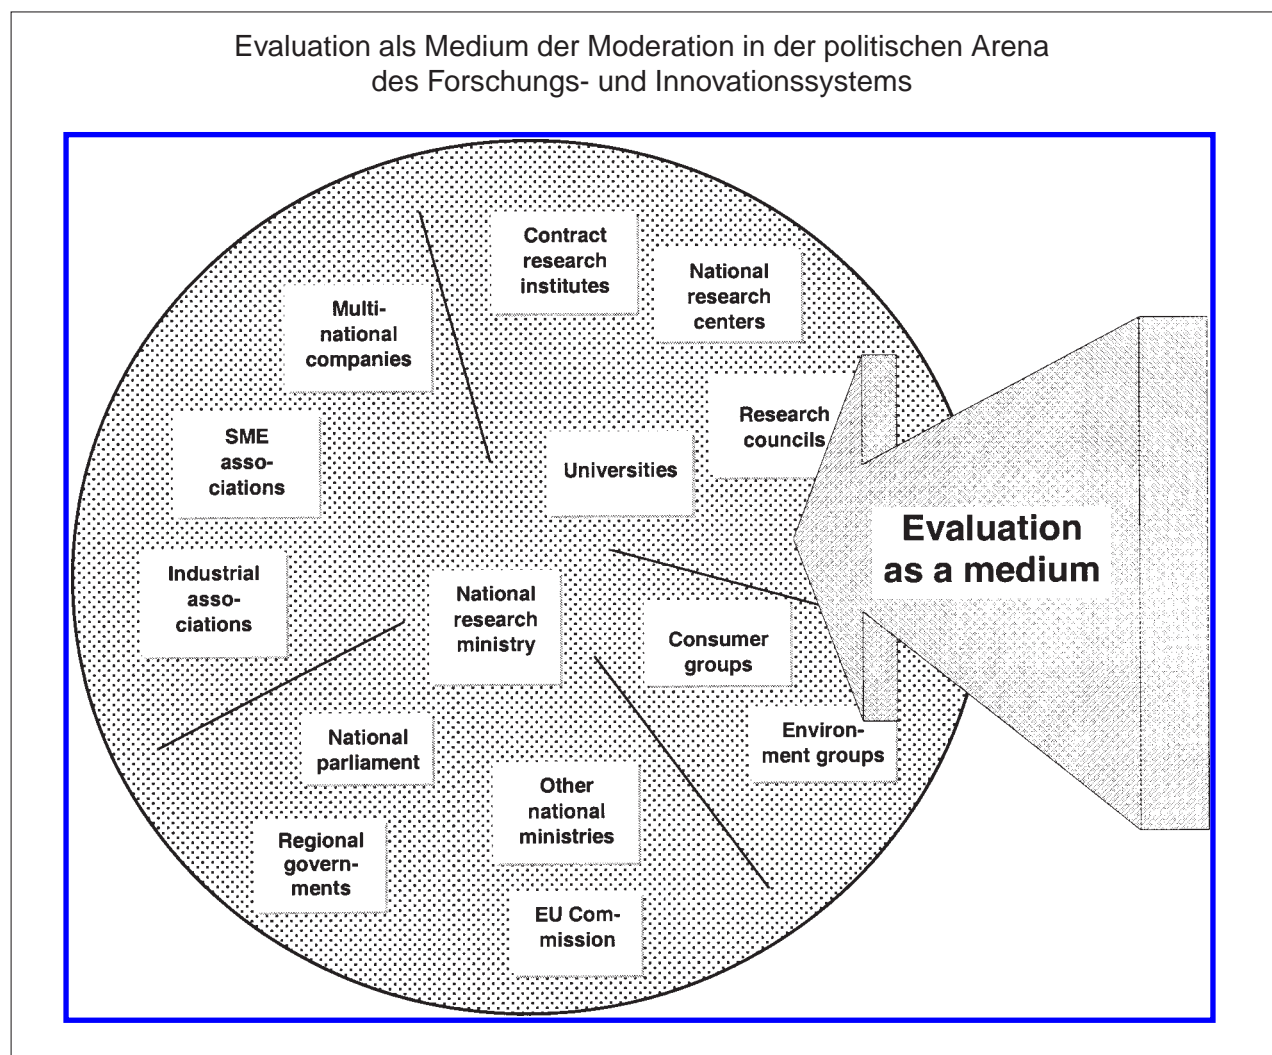 Evaluation als Medium der Moderation in der politischen Arena
des Forschungs- und Innovationssystems
Contract
research
institutes
National
research
centers
Multi-
national
companies
Research
councils
SME
asso-
ciations
Universities
Evaluation
as a medium
Industrial
asso-
ciations
National
research
ministry
Consumer
groups
National
parliament
Environ-
ment groups
Other
national
ministries
Regional
govern-
ments
EU Com-
mission